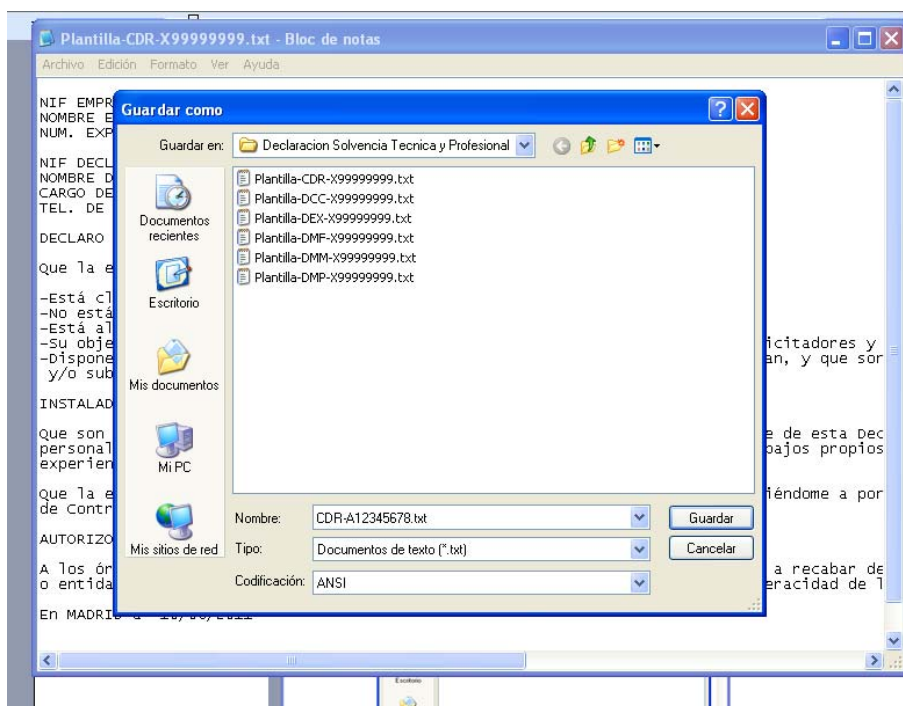 Plantilla-CDR-X99999999.txt - Bloc de notas
Archivo Edición Formato Ver Ayuda
NIF EMPR
NOMBRE E
NUM. EXP
NIF DECL
NOMBRE D
CARGO DE
TEL. DE
DECLARO
Que la e
-Está cl
-No está
-Está al
-Su obje
-Dispone
y/o sub
INSTALAD
Que son
personal
experien
Que la e
de Contr
AUTORIZO
A los ór
o entida
En MADRID a
icitadores y
an, y que son
e de esta Dec
bajos propios
iéndome a por
a recabar de
eracidad de l
Guardar como
Guardar en:
Declaracion Solvencia Tecnica y Profesional
Documentos recientes
Escritorio
Mis documentos
Mi PC
Mis sitios de red
Plantilla-CDR-X99999999.txt
Plantilla-DCC-X99999999.txt
Plantilla-DEX-X99999999.txt
Plantilla-DMF-X99999999.txt
Plantilla-DMM-X99999999.txt
Plantilla-DMP-X99999999.txt
Nombre: CDR-A12345678.txt
Guardar
Tipo: Documentos de texto (*.txt)
Cancelar
Codificación: ANSI
Escritorio